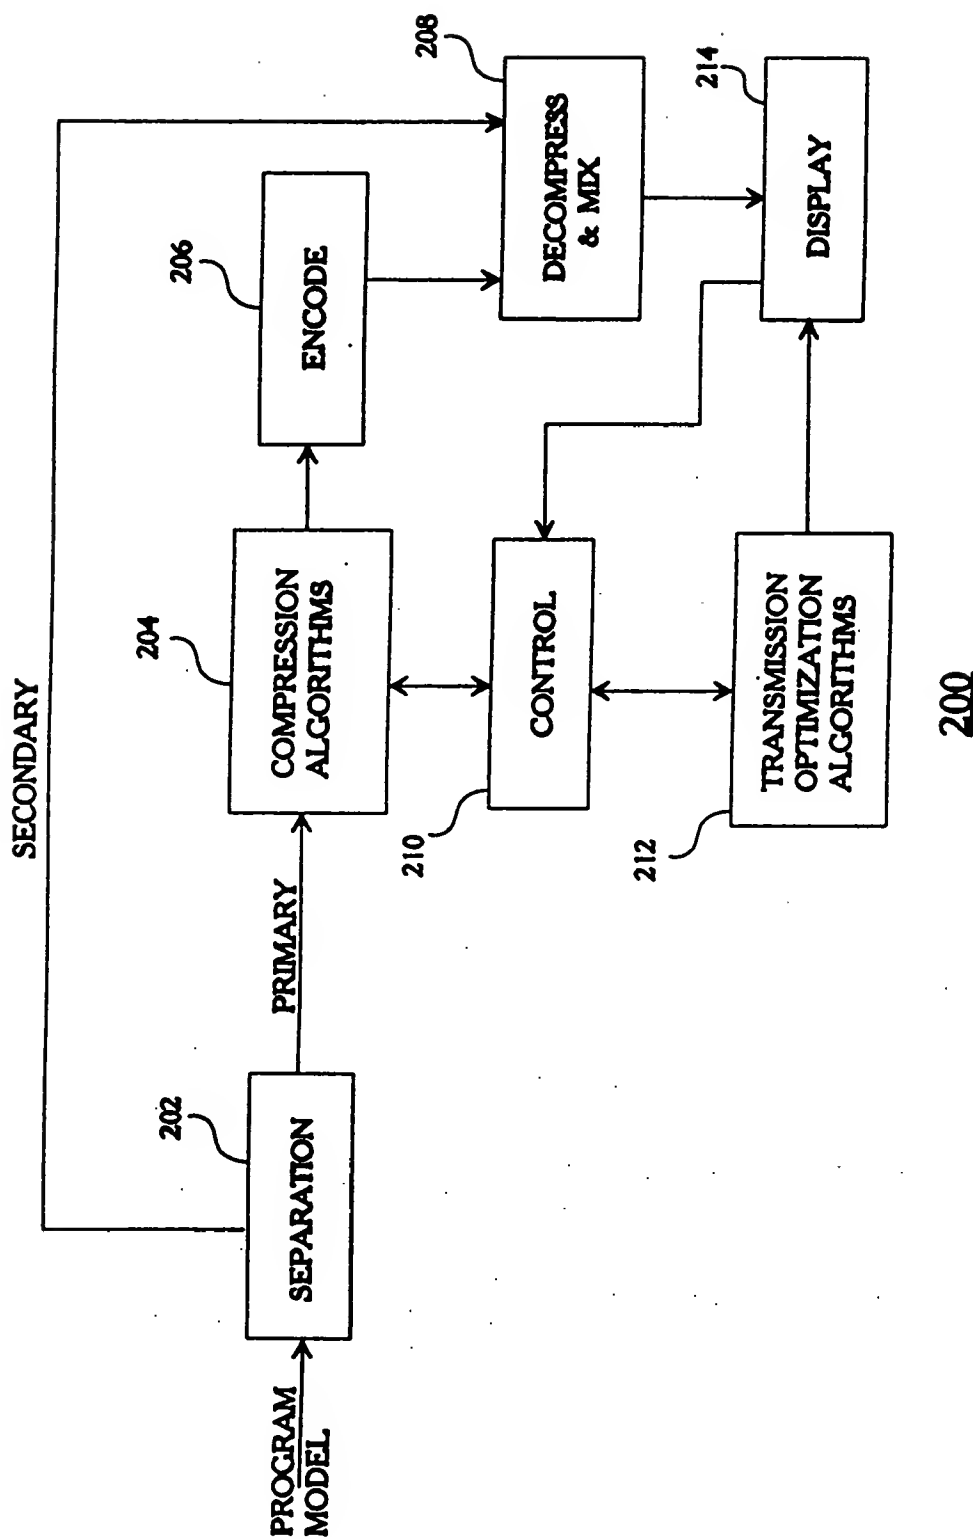 SECONDARY
PROGRAM
MODEL
202
SEPARATION
PRIMARY
204
COMPRESSION
ALGORITHMS
206
ENCODE
208
DECOMPRESS
& MIX
210
CONTROL
212
TRANSMISSION
OPTIMIZATION
ALGORITHMS
214
DISPLAY
200